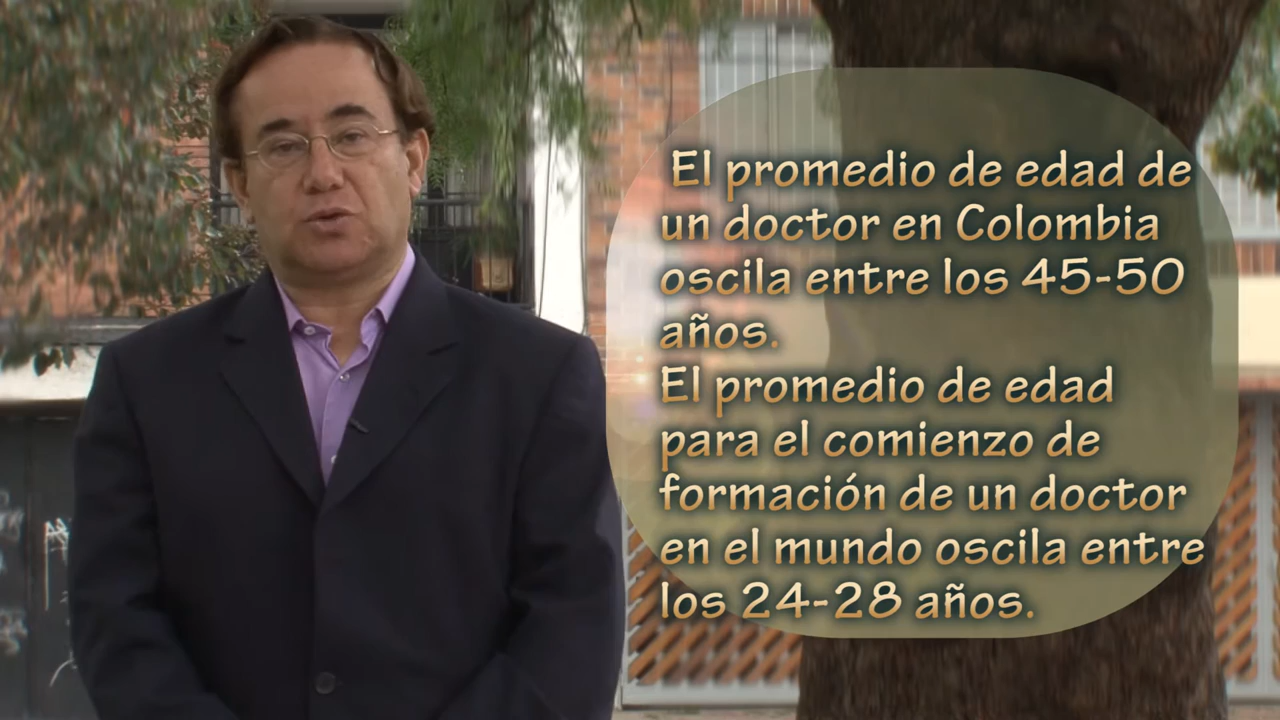 El promedio de edad de
un doctor en Colombia
oscila entre los 45-50
años.
El promedio de edad
para el comienzo de
formación de un doctor
en el mundo oscila entre
los 24-28 años.